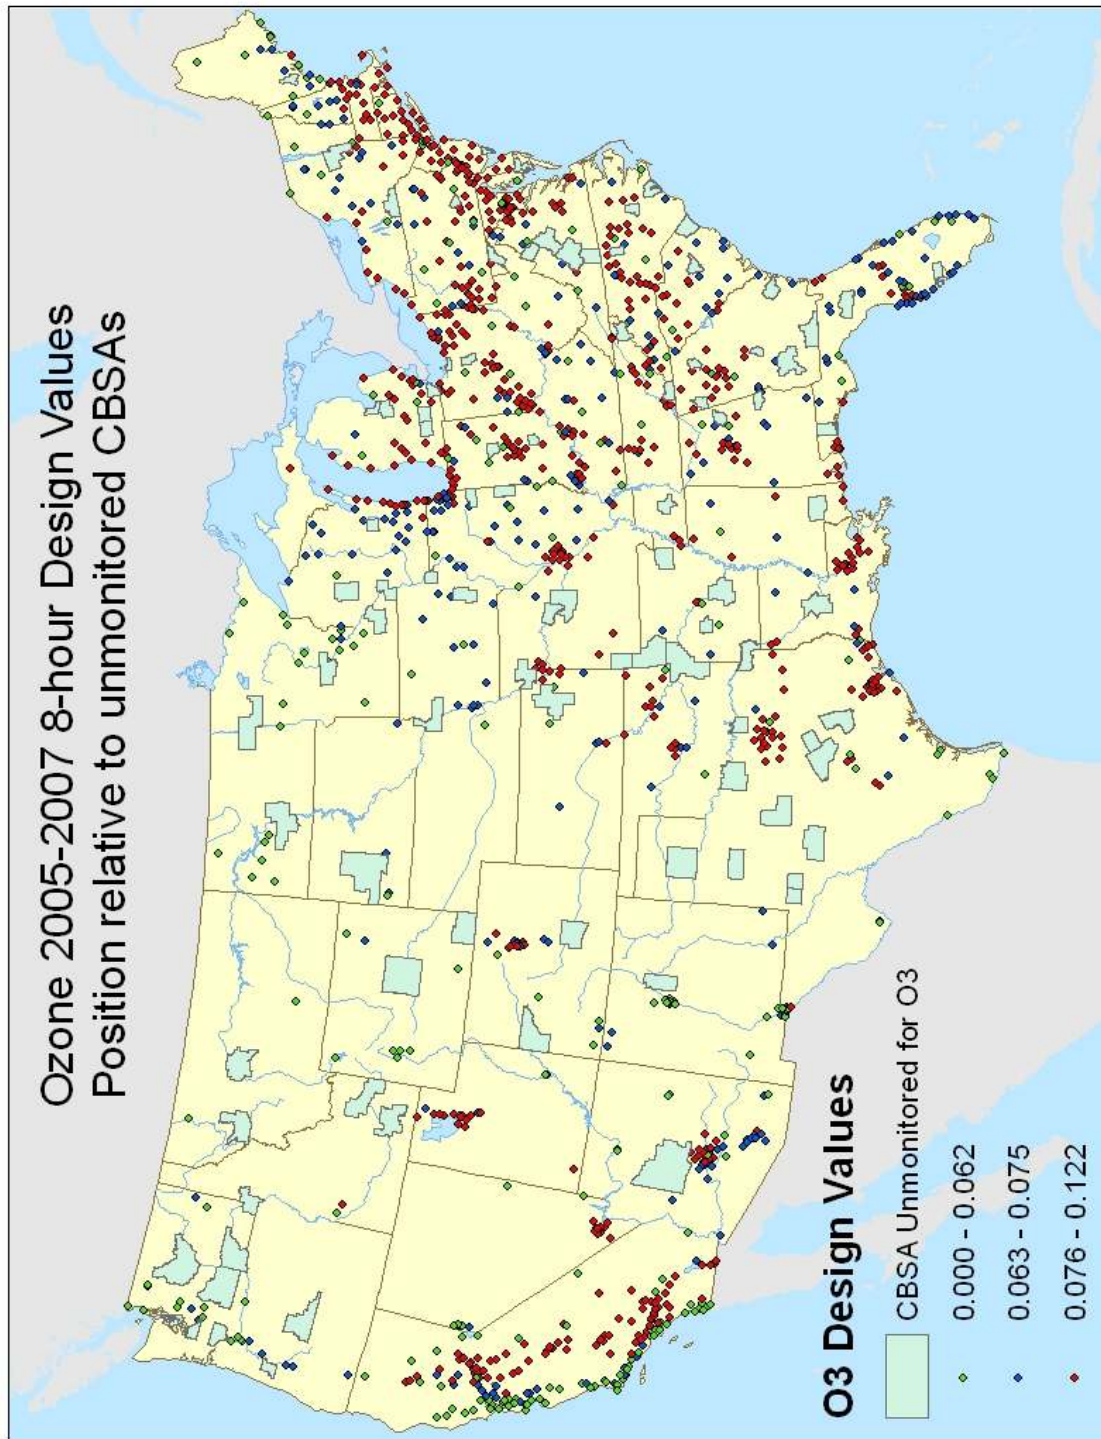 Ozone 2005-2007 8-hour Design Values
Position relative to unmonitored CBSAs
O3 Design Values
CBSA Unmonitored for O3
0.000 - 0.062
0.063 - 0.075
0.076 - 0.122